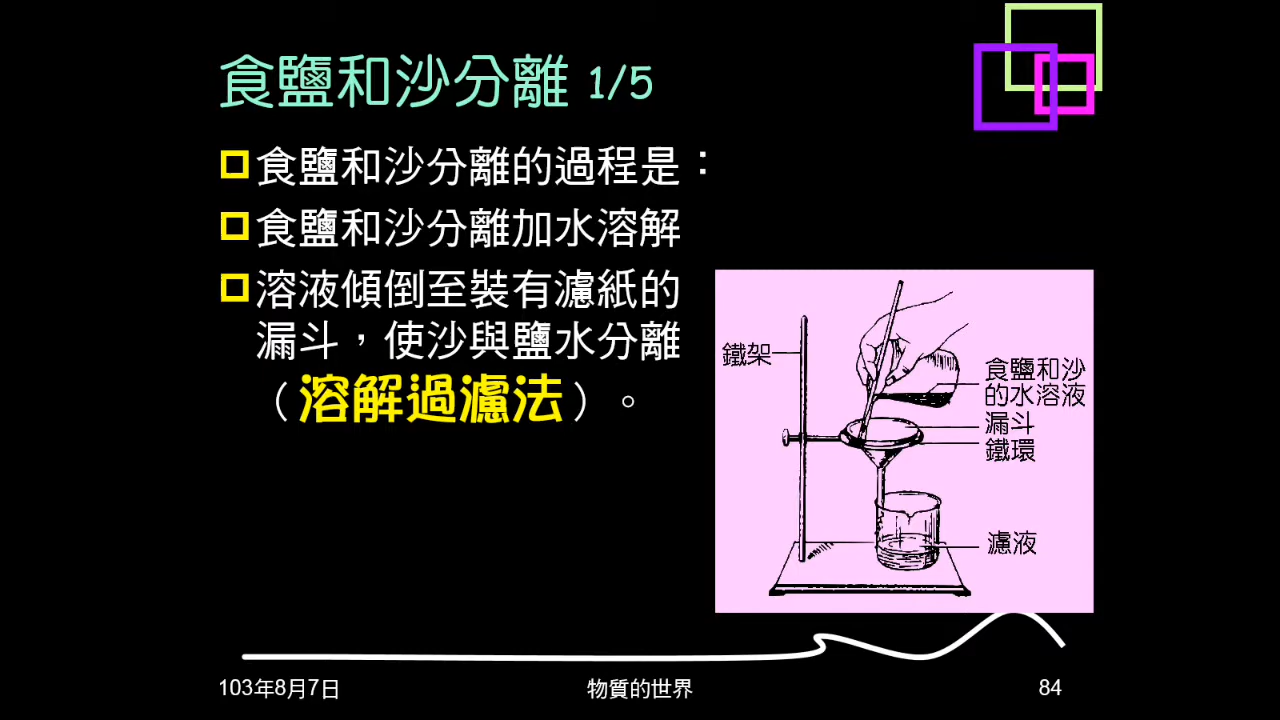 食鹽和沙分離 1/5
食鹽和沙分離的過程是：
食鹽和沙分離加水溶解
溶液傾倒至裝有濾紙的
漏斗，使沙與鹽水分離
（溶解過濾法）。
鐵架
食鹽和沙
的水溶液
漏斗
鐵環
濾液
103年8月7日
物質的世界
84